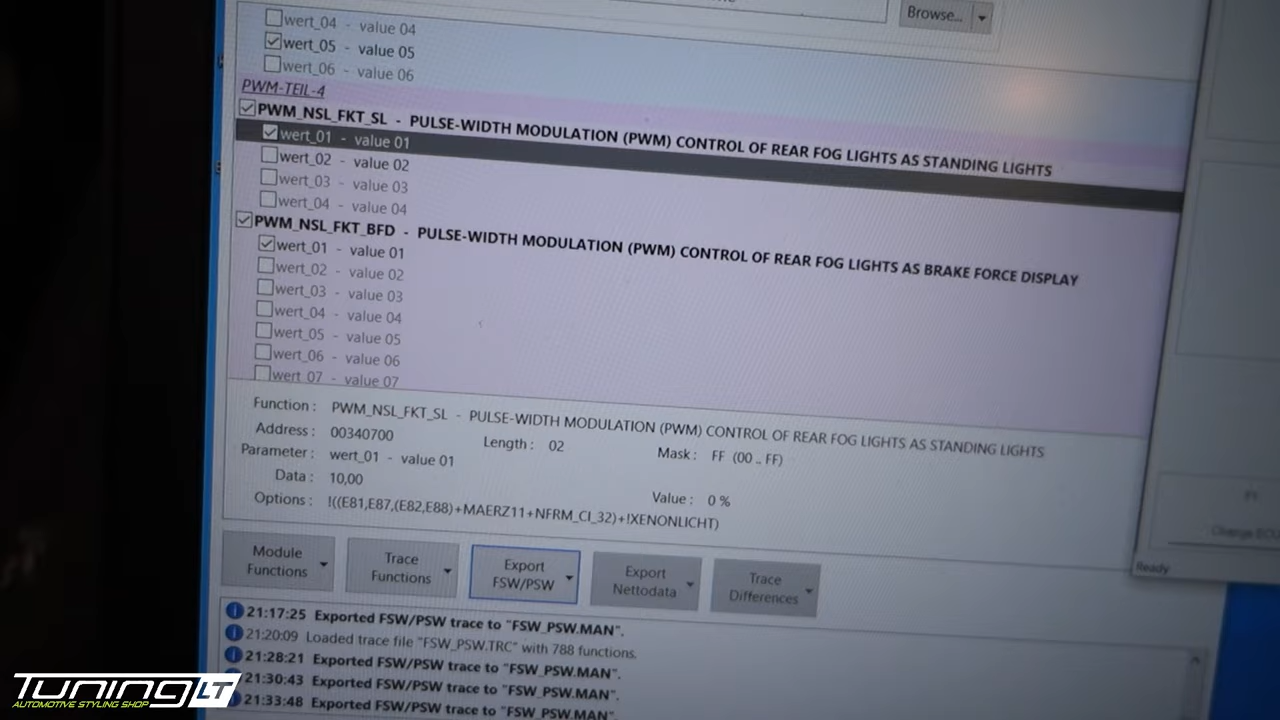 Browse...
wert_04 - value 04
wert_05 - value 05
wert_06 - value 06
PWM-TEIL-4
PWM_NSL_FKT_SL - PULSE-WIDTH MODULATION (PWM) CONTROL OF REAR FOG LIGHTS AS STANDING LIGHTS
wert_01 - value 01
wert_02 - value 02
wert_03 - value 03
wert_04 - value 04
PWM_NSL_FKT_BFD - PULSE-WIDTH MODULATION (PWM) CONTROL OF REAR FOG LIGHTS AS BRAKE FORCE DISPLAY
wert_01 - value 01
wert_02 - value 02
wert_03 - value 03
wert_04 - value 04
wert_05 - value 05
wert_06 - value 06
wert_07 - value 07
Function : PWM_NSL_FKT_SL - PULSE-WIDTH MODULATION (PWM) CONTROL OF REAR FOG LIGHTS AS STANDING LIGHTS
Address : 00340700 Length : 02 Mask : FF (00 .. FF)
Parameter : wert_01 - value 01
Data : 10,00 Value : 0 %
Options : !((E81,E87,(E82,E88)+MAERZ11+NFRM_CI_32)+!XENONLICHT)
Module Functions
Trace Functions
Export FSW/PSW
Export Nettodata
Trace Differences
Change ECU
Ready
21:17:25 Exported FSW/PSW trace to "FSW_PSW.MAN".
21:20:09 Loaded trace file "FSW_PSW.TRC" with 788 functions.
21:28:21 Exported FSW/PSW trace to "FSW_PSW.MAN".
21:30:43 Exported FSW/PSW trace to "FSW_PSW.MAN".
21:33:48 Exported FSW/PSW trace to "FSW_PSW.MAN".
TUNINGLT
AUTOMOTIVE STYLING SHOP